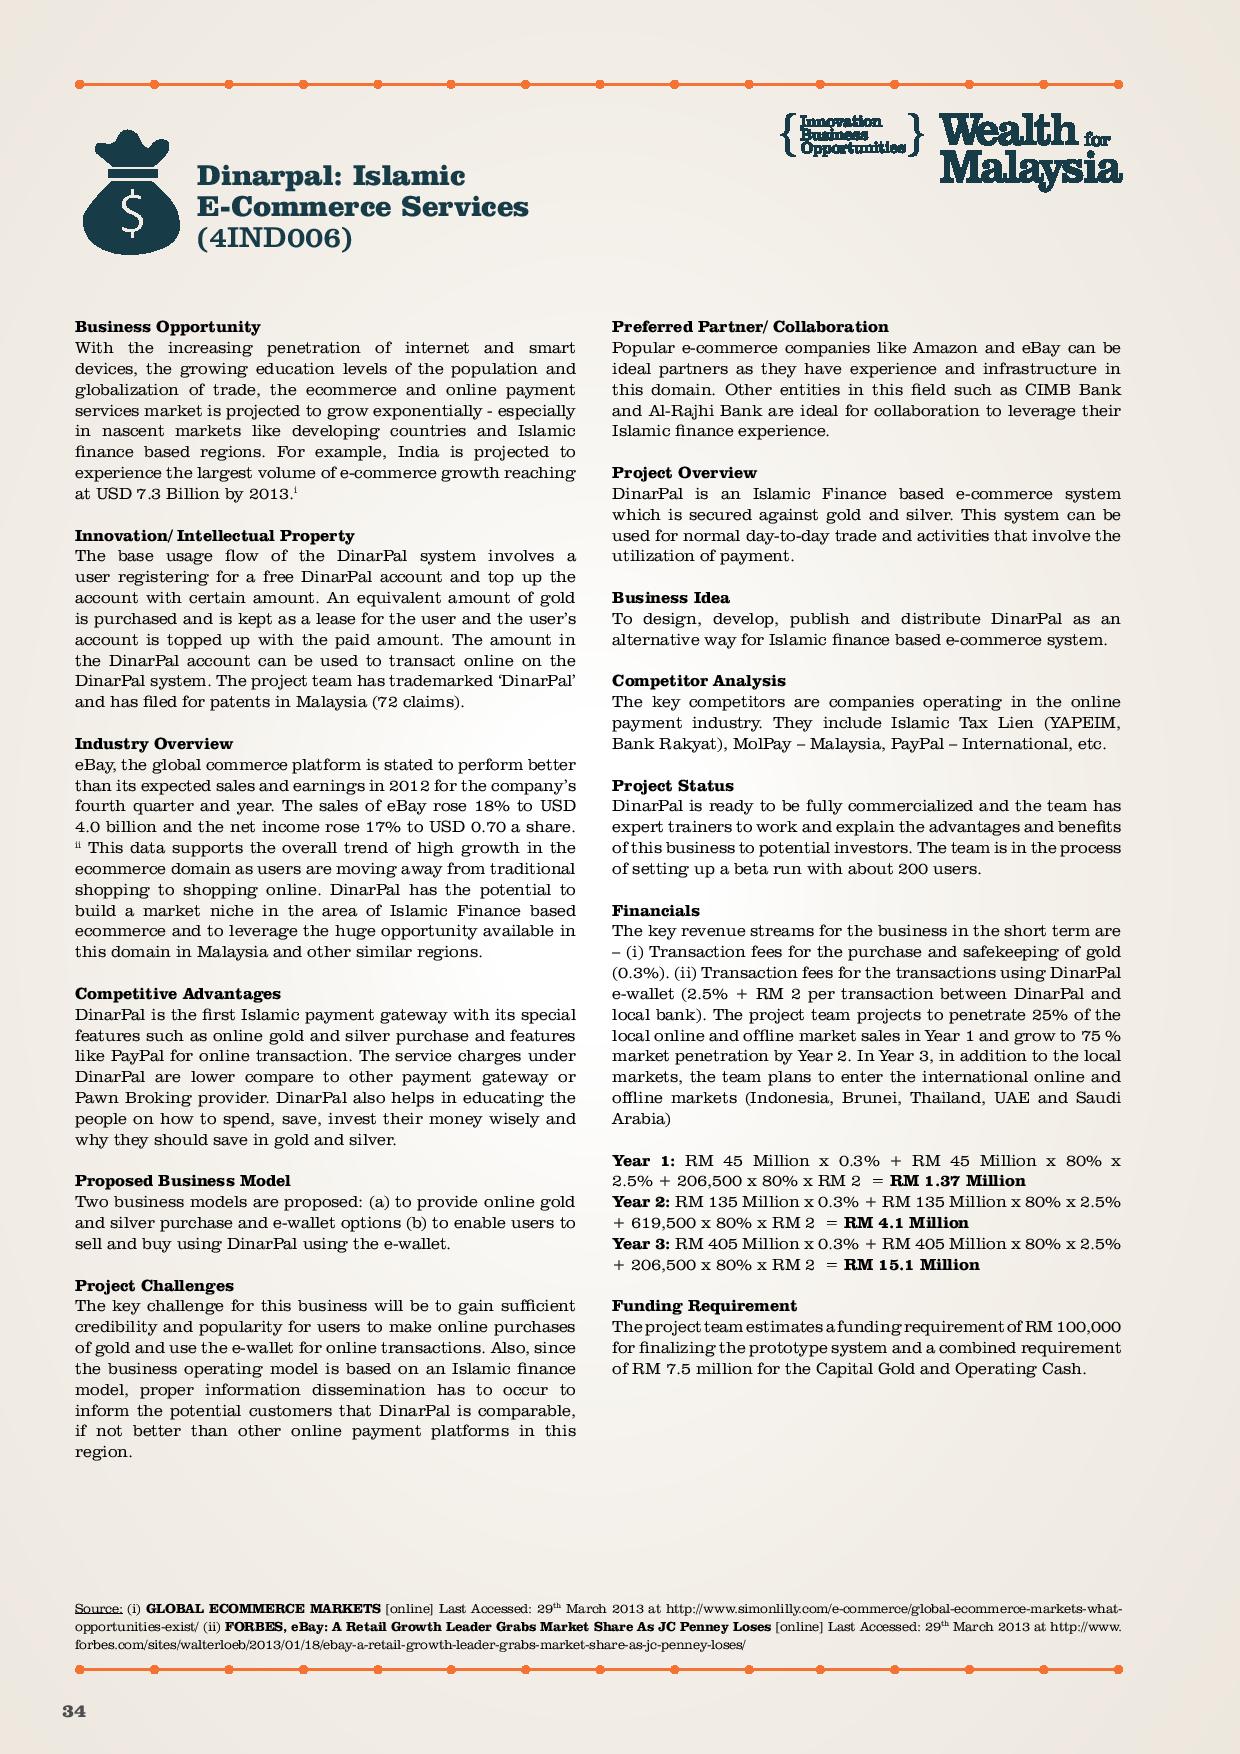 {Innovation
Business
Opportunities}
Wealth for
Malaysia
$
Dinarpal: Islamic
E-Commerce Services
(4IND006)
Business Opportunity
With the increasing penetration of internet and smart
devices, the growing education levels of the population and
globalization of trade, the ecommerce and online payment
services market is projected to grow exponentially - especially
in nascent markets like developing countries and Islamic
finance based regions. For example, India is projected to
experience the largest volume of e-commerce growth reaching
at USD 7.3 Billion by 2013.i
Innovation/ Intellectual Property
The base usage flow of the DinarPal system involves a
user registering for a free DinarPal account and top up the
account with certain amount. An equivalent amount of gold
is purchased and is kept as a lease for the user and the user's
account is topped up with the paid amount. The amount in
the DinarPal account can be used to transact online on the
DinarPal system. The project team has trademarked ‘DinarPal’
and has filed for patents in Malaysia (72 claims).
Industry Overview
eBay, the global commerce platform is stated to perform better
than its expected sales and earnings in 2012 for the company's
fourth quarter and year. The sales of eBay rose 18% to USD
4.0 billion and the net income rose 17% to USD 0.70 a share.
ii This data supports the overall trend of high growth in the
ecommerce domain as users are moving away from traditional
shopping to shopping online. DinarPal has the potential to
build a market niche in the area of Islamic Finance based
ecommerce and to leverage the huge opportunity available in
this domain in Malaysia and other similar regions.
Competitive Advantages
DinarPal is the first Islamic payment gateway with its special
features such as online gold and silver purchase and features
like PayPal for online transaction. The service charges under
DinarPal are lower compare to other payment gateway or
Pawn Broking provider. DinarPal also helps in educating the
people on how to spend, save, invest their money wisely and
why they should save in gold and silver.
Proposed Business Model
Two business models are proposed: (a) to provide online gold
and silver purchase and e-wallet options (b) to enable users to
sell and buy using DinarPal using the e-wallet.
Project Challenges
The key challenge for this business will be to gain sufficient
credibility and popularity for users to make online purchases
of gold and use the e-wallet for online transactions. Also, since
the business operating model is based on an Islamic finance
model, proper information dissemination has to occur to
inform the potential customers that DinarPal is comparable,
if not better than other online payment platforms in this
region.
Preferred Partner/ Collaboration
Popular e-commerce companies like Amazon and eBay can be
ideal partners as they have experience and infrastructure in
this domain. Other entities in this field such as CIMB Bank
and Al-Rajhi Bank are ideal for collaboration to leverage their
Islamic finance experience.
Project Overview
DinarPal is an Islamic Finance based e-commerce system
which is secured against gold and silver. This system can be
used for normal day-to-day trade and activities that involve the
utilization of payment.
Business Idea
To design, develop, publish and distribute DinarPal as an
alternative way for Islamic finance based e-commerce system.
Competitor Analysis
The key competitors are companies operating in the online
payment industry. They include Islamic Tax Lien (YAPEIM,
Bank Rakyat), MolPay – Malaysia, PayPal – International, etc.
Project Status
DinarPal is ready to be fully commercialized and the team has
expert trainers to work and explain the advantages and benefits
of this business to potential investors. The team is in the process
of setting up a beta run with about 200 users.
Financials
The key revenue streams for the business in the short term are
– (i) Transaction fees for the purchase and safekeeping of gold
(0.3%). (ii) Transaction fees for the transactions using DinarPal
e-wallet (2.5% + RM 2 per transaction between DinarPal and
local bank). The project team projects to penetrate 25% of the
local online and offline market sales in Year 1 and grow to 75 %
market penetration by Year 2. In Year 3, in addition to the local
markets, the team plans to enter the international online and
offline markets (Indonesia, Brunei, Thailand, UAE and Saudi
Arabia)
Year 1: RM 45 Million x 0.3% + RM 45 Million x 80% x
2.5% + 206,500 x 80% x RM 2 = RM 1.37 Million
Year 2: RM 135 Million x 0.3% + RM 135 Million x 80% x 2.5%
+ 619,500 x 80% x RM 2 = RM 4.1 Million
Year 3: RM 405 Million x 0.3% + RM 405 Million x 80% x 2.5%
+ 206,500 x 80% x RM 2 = RM 15.1 Million
Funding Requirement
The project team estimates a funding requirement of RM 100,000
for finalizing the prototype system and a combined requirement
of RM 7.5 million for the Capital Gold and Operating Cash.
Source: (i) GLOBAL ECOMMERCE MARKETS [online] Last Accessed: 29th March 2013 at http://www.simonlilly.com/e-commerce/global-ecommerce-markets-what-
opportunities-exist/ (ii) FORBES, eBay: A Retail Growth Leader Grabs Market Share As JC Penney Loses [online] Last Accessed: 29th March 2013 at http://www.
forbes.com/sites/walterloeb/2013/01/18/ebay-a-retail-growth-leader-grabs-market-share-as-jc-penney-loses/
34